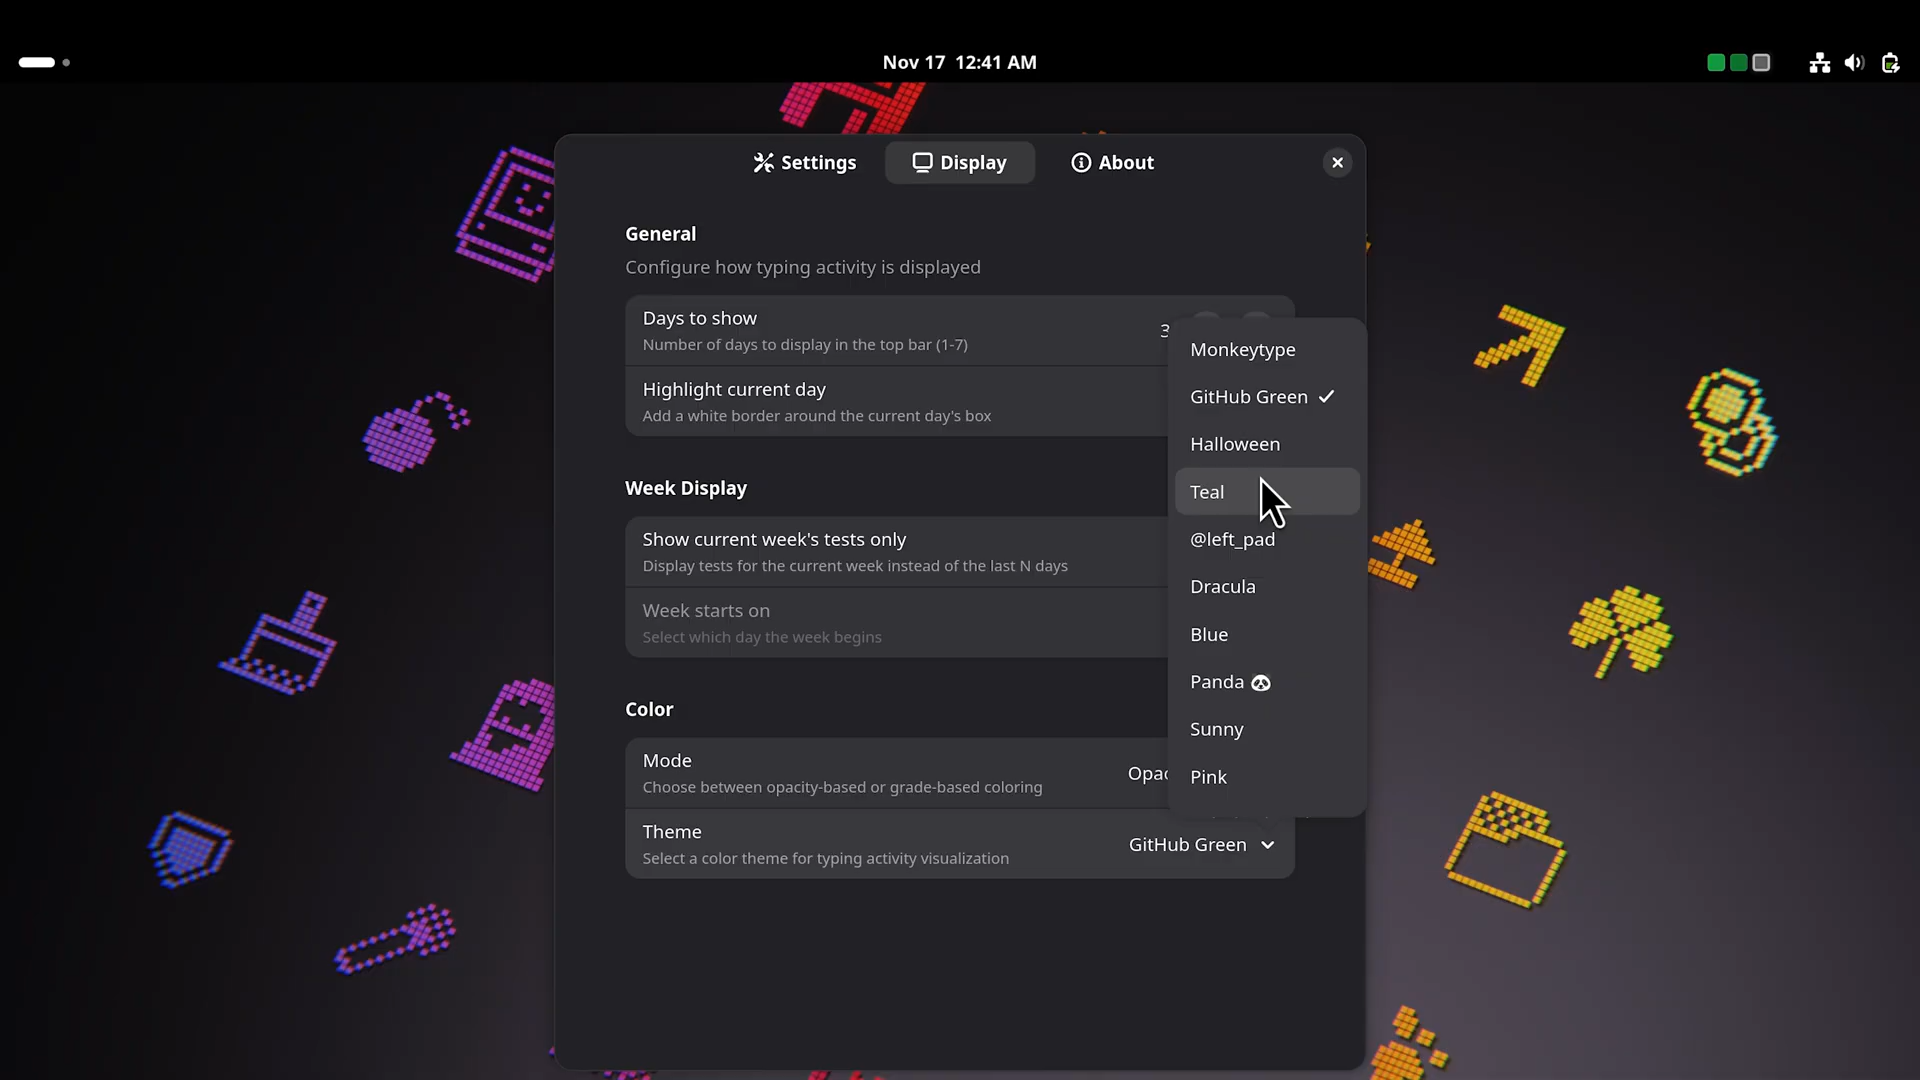 Nov 17 12:41 AM
Settings
Display
About
General
Configure how typing activity is displayed
Days to show
3
Number of days to display in the top bar (1-7)
Highlight current day
Add a white border around the current day's box
Week Display
Show current week's tests only
Display tests for the current week instead of the last N days
Week starts on
Select which day the week begins
Color
Mode
Choose between opacity-based or grade-based coloring
Theme
GitHub Green
Select a color theme for typing activity visualization
Monkeytype
GitHub Green
Halloween
Teal
@left_pad
Dracula
Blue
Panda 🐼
Sunny
Pink